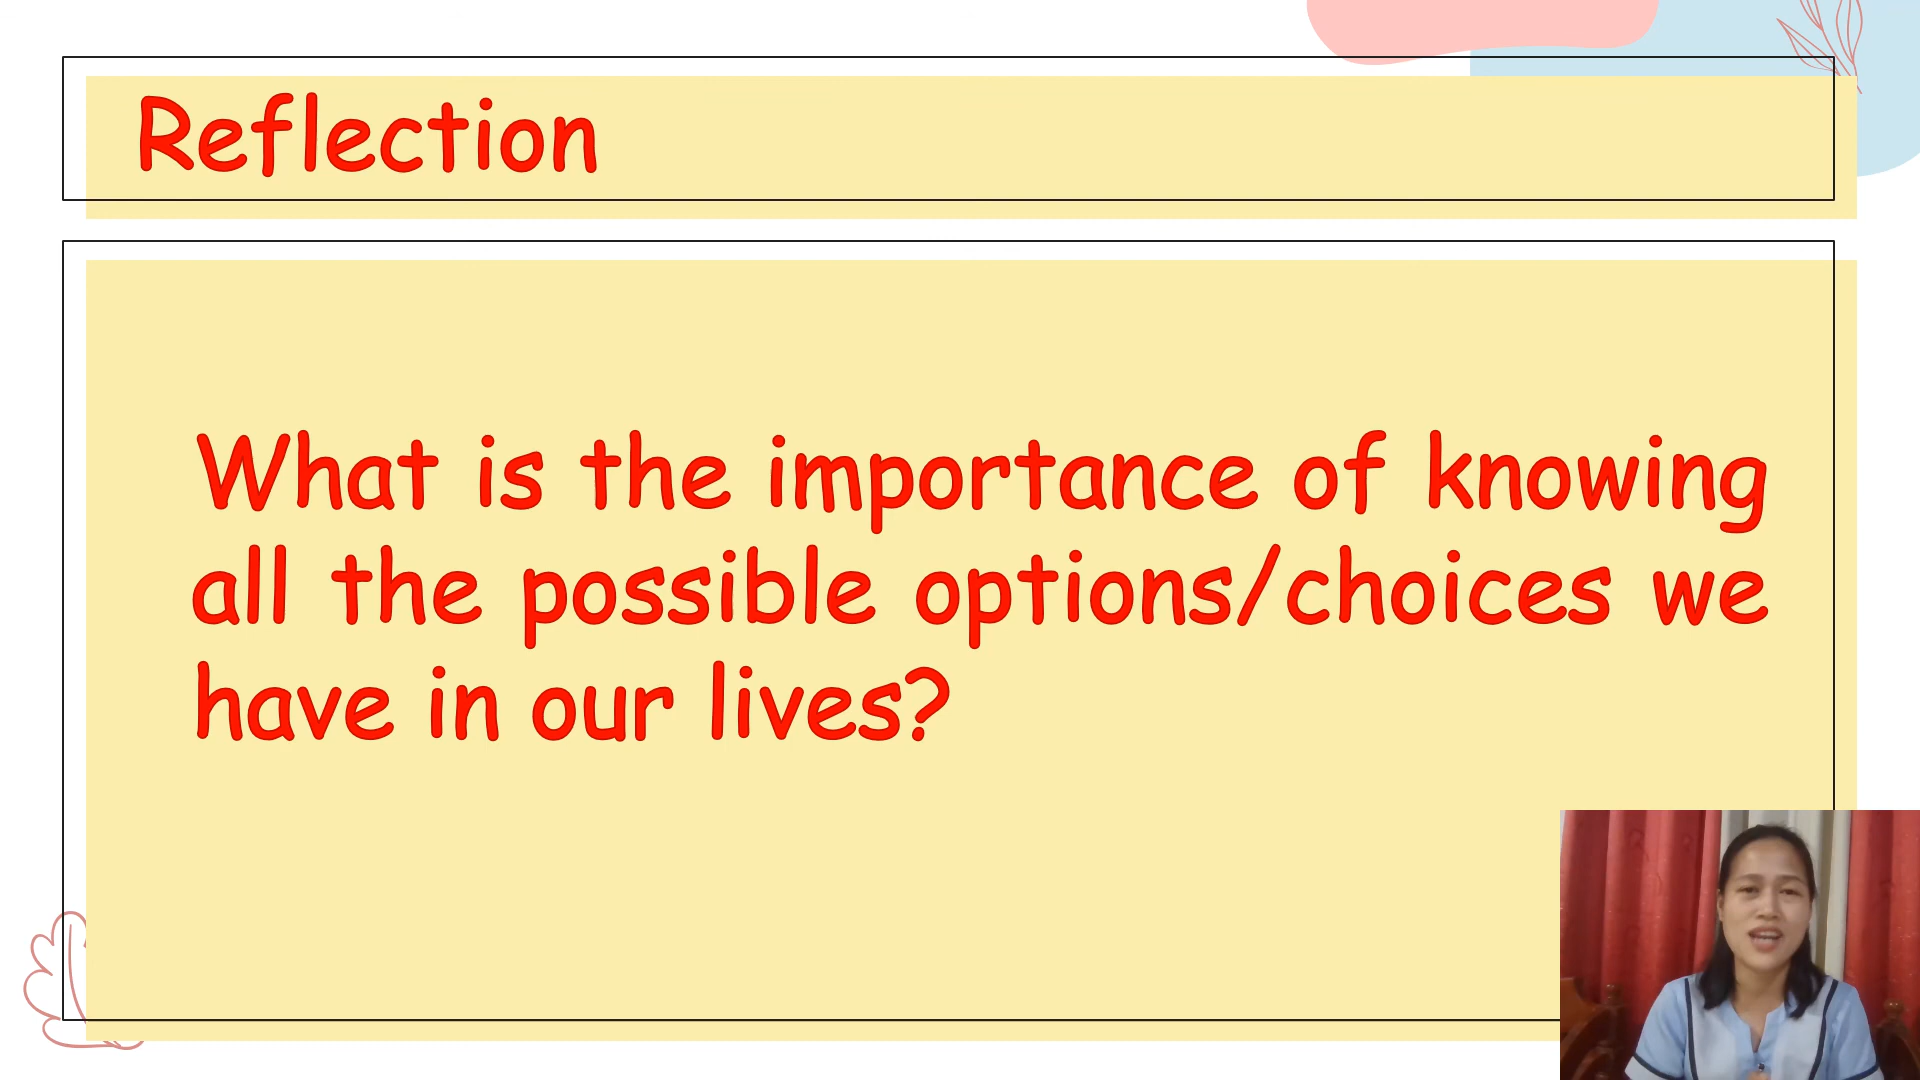 Reflection
What is the importance of knowing
all the possible options/choices we
have in our lives?